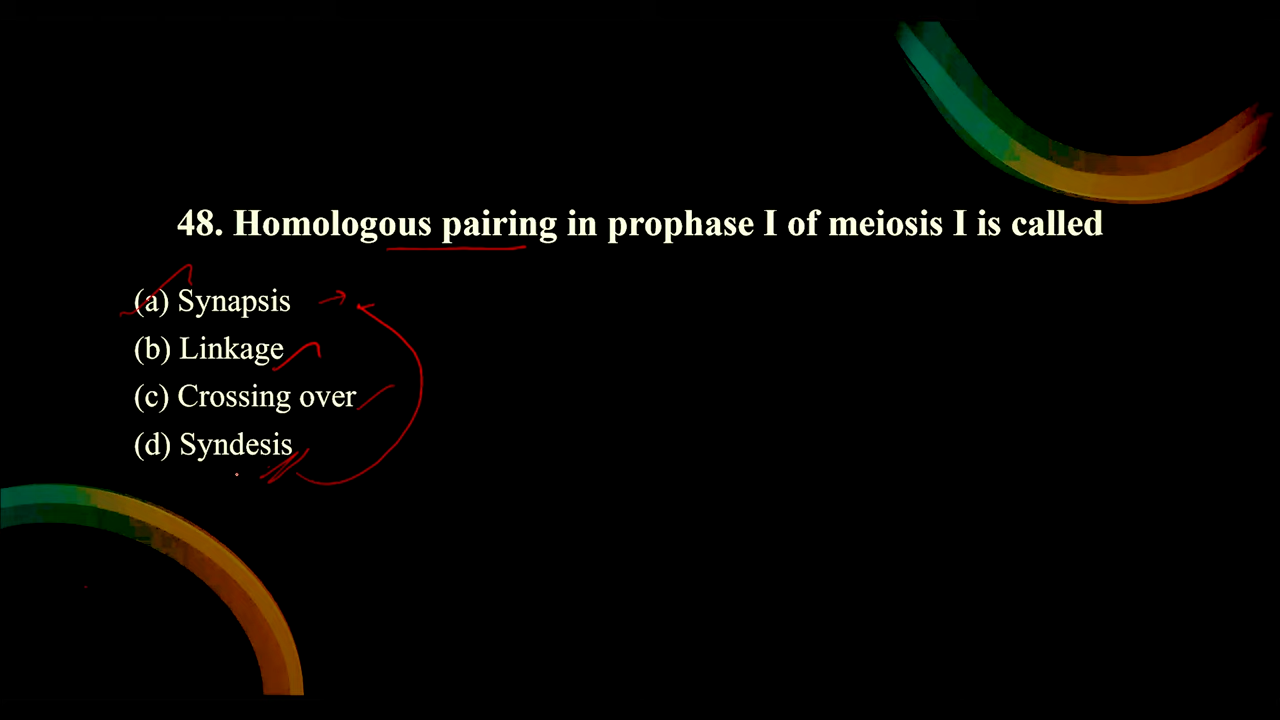 48. Homologous pairing in prophase I of meiosis I is called
(a) Synapsis
(b) Linkage
(c) Crossing over
(d) Syndesis